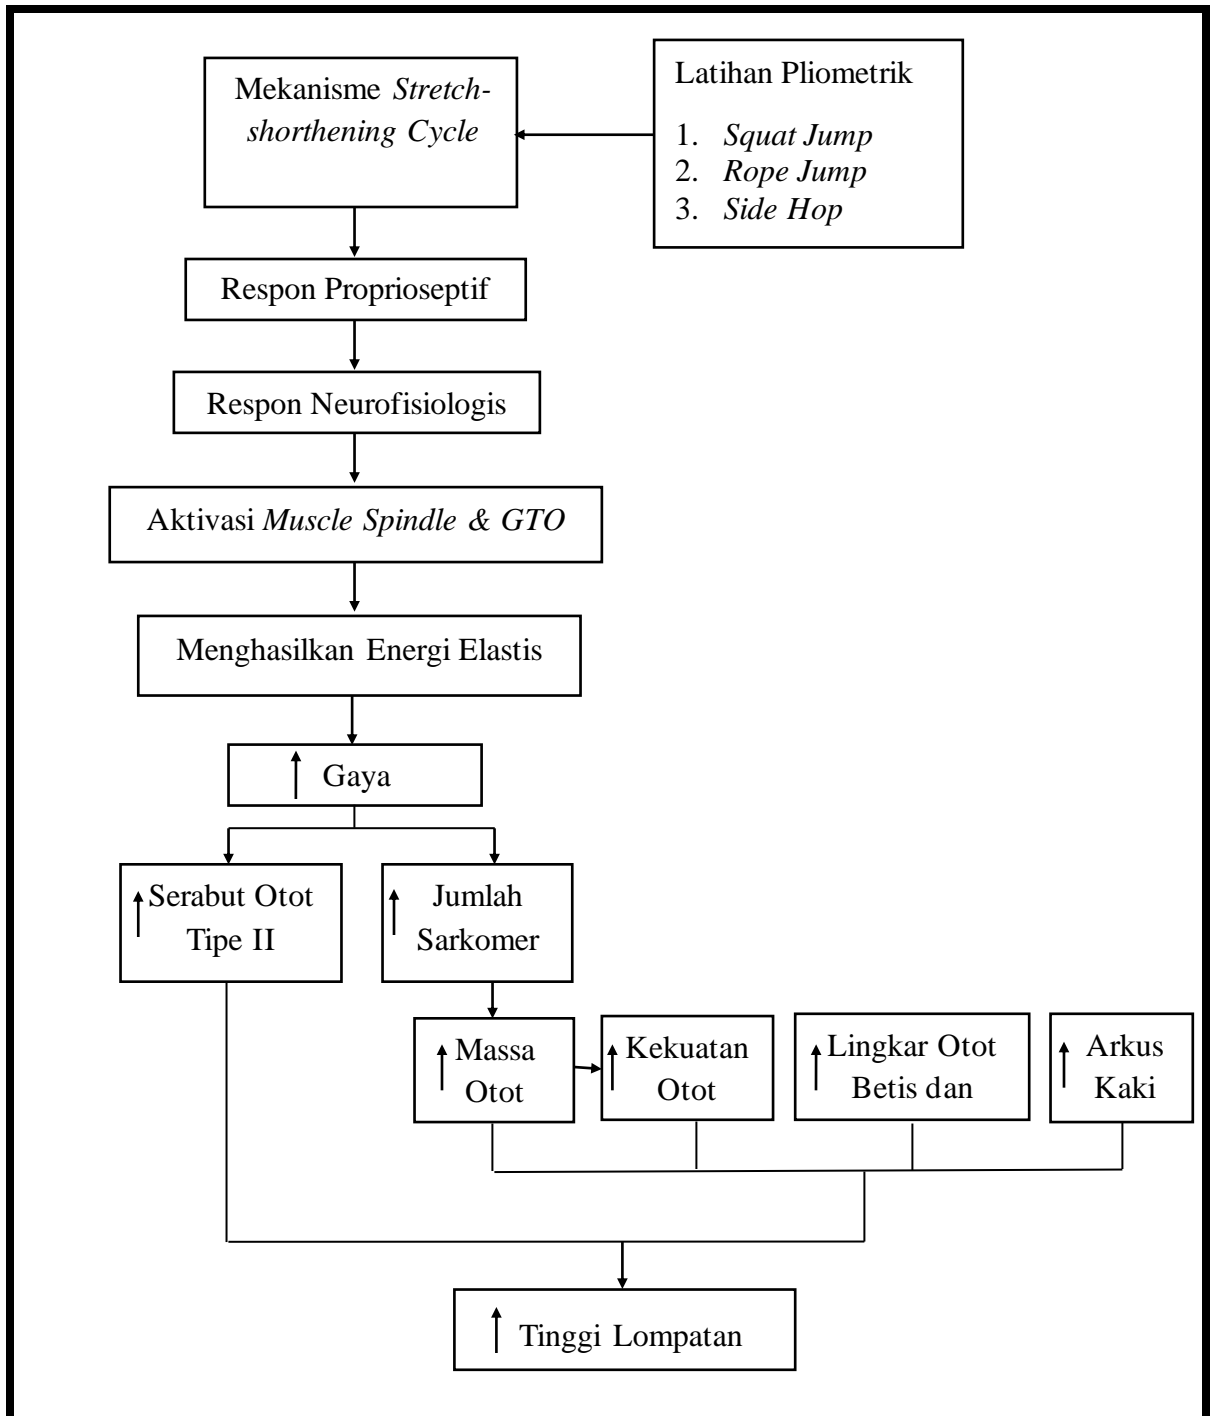 Latihan Pliometrik
1. Squat Jump
2. Rope Jump
3. Side Hop
Mekanisme Stretch-
shorthening Cycle
Respon Proprioseptif
Respon Neurofisiologis
Aktivasi Muscle Spindle & GTO
Menghasilkan Energi Elastis
Gaya
Serabut Otot
Tipe II
Jumlah
Sarkomer
Massa
Otot
Kekuatan
Otot
Lingkar Otot
Betis dan
Arkus
Kaki
Tinggi Lompatan